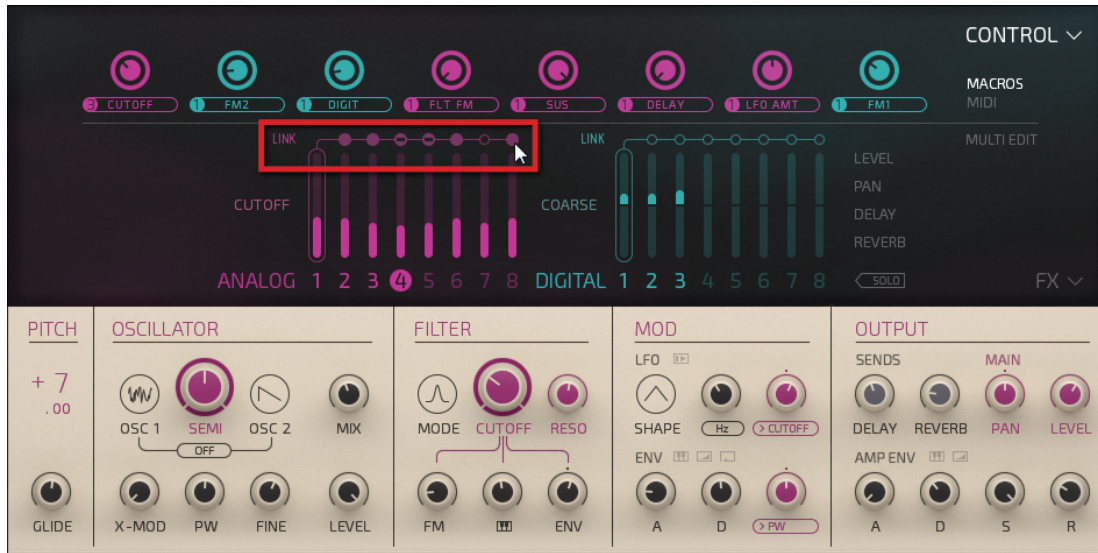 CONTROL
3 CUTOFF 1 FM2 1 DIGIT 1 FLT FM 1 SUS 1 DELAY 1 LFO AMT 1 FM1
MACROS
MIDI
LINK LINK MULTI EDIT
LEVEL
PAN
CUTOFF COARSE
DELAY
REVERB
ANALOG 1 2 3 4 5 6 7 8 DIGITAL 1 2 3 4 5 6 7 8 SOLO FX
PITCH OSCILLATOR FILTER MOD OUTPUT
LFO SENDS MAIN
+ 7
.00
OSC 1 SEMI OSC 2 MIX MODE CUTOFF RESO SHAPE Hz > CUTOFF DELAY REVERB PAN LEVEL
OFF
ENV AMP ENV
GLIDE X-MOD PW FINE LEVEL FM ENV A D > PW A D S R